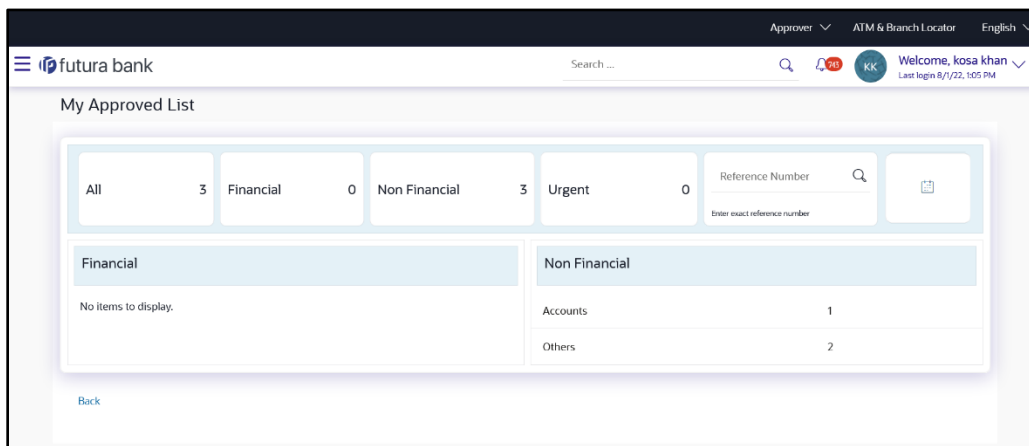 Approver ATM & Branch Locator English
futura bank Search ... 743 KK Welcome, kosa khan
Last login 8/1/22, 1:05 PM
My Approved List
All 3 Financial 0 Non Financial 3 Urgent 0 Reference Number
Enter exact reference number
Financial Non Financial
No items to display. Accounts 1
Others 2
Back